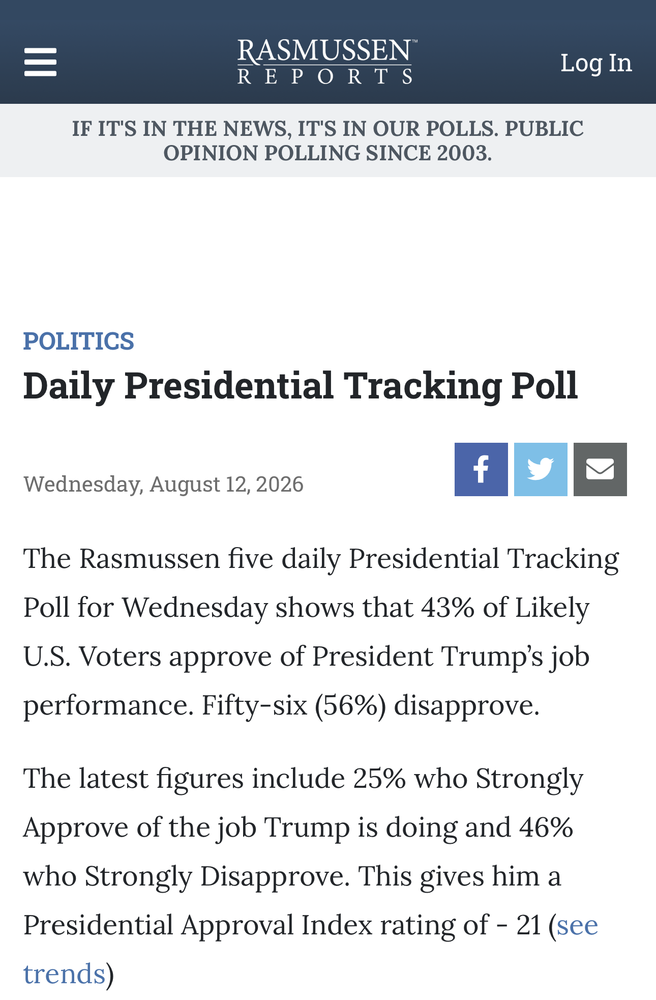 RASMUSSEN™
REPORTS
Log In
IF IT'S IN THE NEWS, IT'S IN OUR POLLS. PUBLIC
OPINION POLLING SINCE 2003.
POLITICS
Daily Presidential Tracking Poll
Wednesday, August 12, 2026
The Rasmussen five daily Presidential Tracking
Poll for Wednesday shows that 43% of Likely
U.S. Voters approve of President Trump’s job
performance. Fifty-six (56%) disapprove.
The latest figures include 25% who Strongly
Approve of the job Trump is doing and 46%
who Strongly Disapprove. This gives him a
Presidential Approval Index rating of - 21 (see
trends)